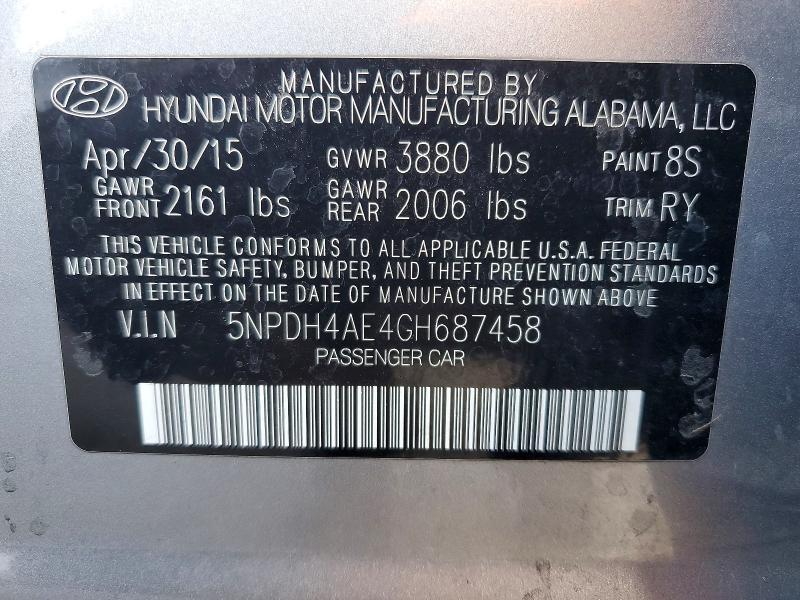 MANUFACTURED BY
HYUNDAI MOTOR MANUFACTURING ALABAMA, LLC
Apr/30/15 GVWR 3880 lbs PAINT 8S
GAWR FRONT 2161 lbs GAWR REAR 2006 lbs TRIM RY
THIS VEHICLE CONFORMS TO ALL APPLICABLE U.S.A. FEDERAL
MOTOR VEHICLE SAFETY, BUMPER, AND THEFT PREVENTION STANDARDS
IN EFFECT ON THE DATE OF MANUFACTURE SHOWN ABOVE
V.I.N 5NPDH4AE4GH687458
PASSENGER CAR